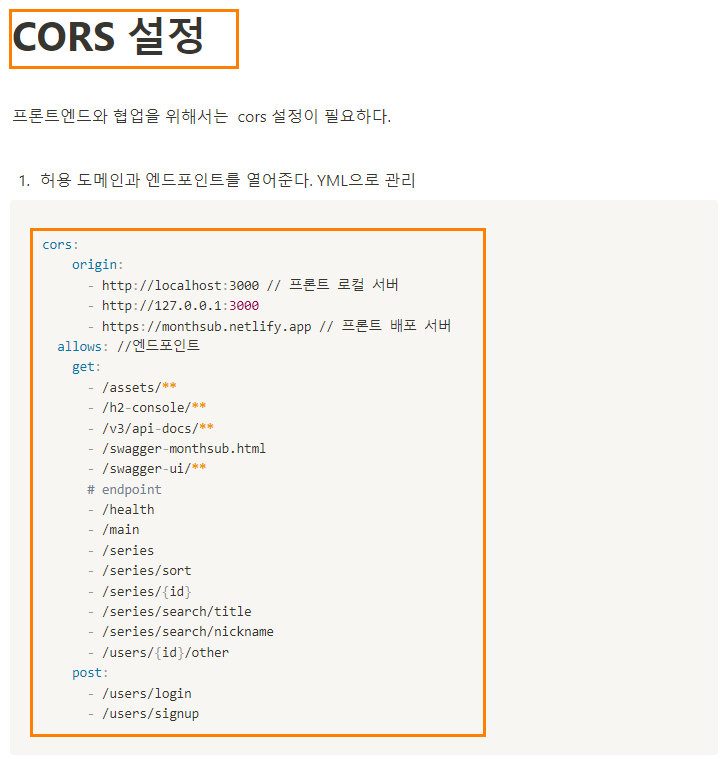 CORS 설정
프론트엔드와 협업을 위해서는 cors 설정이 필요하다.
1. 허용 도메인과 엔드포인트를 열어준다. YML으로 관리
cors:
    origin:
      - http://localhost:3000 // 프론트 로컬 서버
      - http://127.0.0.1:3000
      - https://monthsub.netlify.app // 프론트 배포 서버
  allows: //엔드포인트
    get:
      - /assets/**
      - /h2-console/**
      - /v3/api-docs/**
      - /swagger-monthsub.html
      - /swagger-ui/**
      # endpoint
      - /health
      - /main
      - /series
      - /series/sort
      - /series/{id}
      - /series/search/title
      - /series/search/nickname
      - /users/{id}/other
    post:
      - /users/login
      - /users/signup